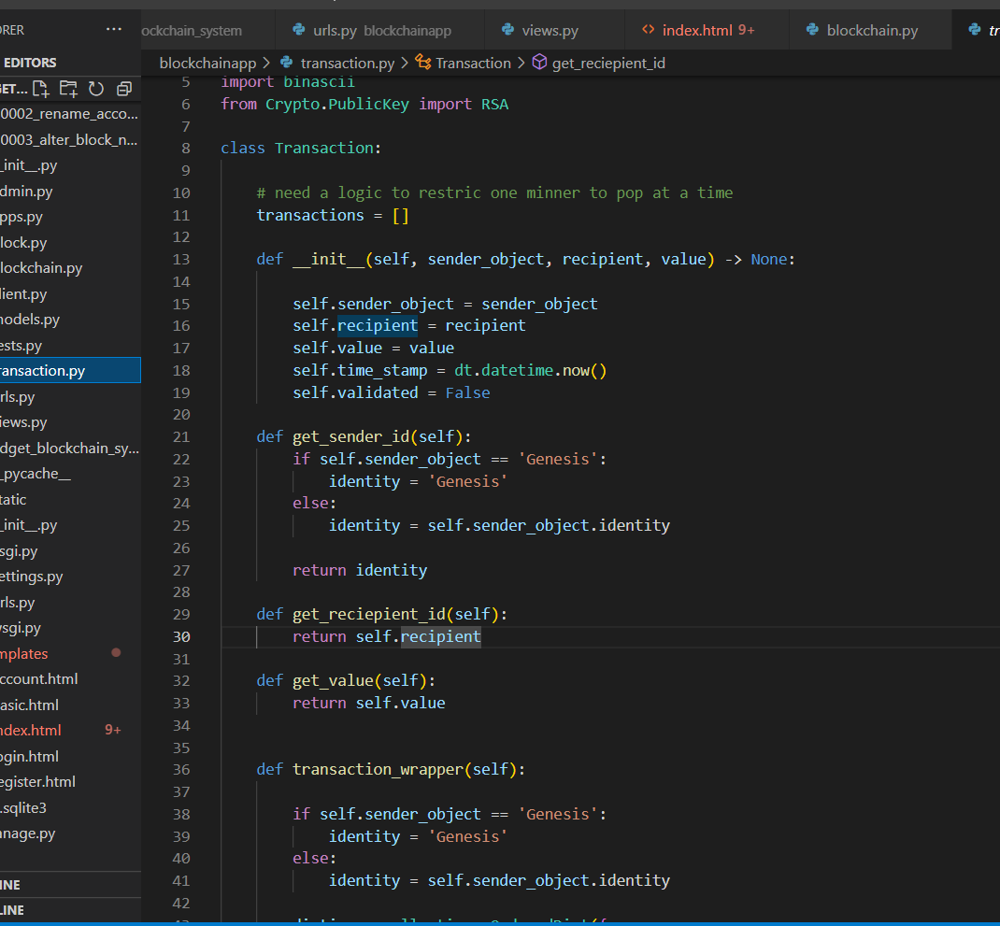 RER ···
ockchain_system urls.py blockchainapp views.py index.html 9+ blockchain.py tr
EDITORS
blockchainapp > transaction.py > Transaction > get_reciepient_id
GET...
0002_rename_acco...
0003_alter_block_n...
_init__.py
dmin.py
pps.py
lock.py
lockchain.py
lient.py
nodels.py
ests.py
ransaction.py
rls.py
iews.py
dget_blockchain_sy...
_pycache__
tatic
_init__.py
sgi.py
ettings.py
rls.py
vsgi.py
mplates
ccount.html
asic.html
ndex.html 9+
ogin.html
egister.html
.sqlite3
anage.py
INE
LINE
5 import binascii
6 from Crypto.PublicKey import RSA
7
8 class Transaction:
9
10 # need a logic to restric one minner to pop at a time
11 transactions = []
12
13 def __init__(self, sender_object, recipient, value) -> None:
14
15 self.sender_object = sender_object
16 self.recipient = recipient
17 self.value = value
18 self.time_stamp = dt.datetime.now()
19 self.validated = False
20
21 def get_sender_id(self):
22 if self.sender_object == 'Genesis':
23 identity = 'Genesis'
24 else:
25 identity = self.sender_object.identity
26
27 return identity
28
29 def get_reciepient_id(self):
30 return self.recipient
31
32 def get_value(self):
33 return self.value
34
35
36 def transaction_wrapper(self):
37
38 if self.sender_object == 'Genesis':
39 identity = 'Genesis'
40 else:
41 identity = self.sender_object.identity
42